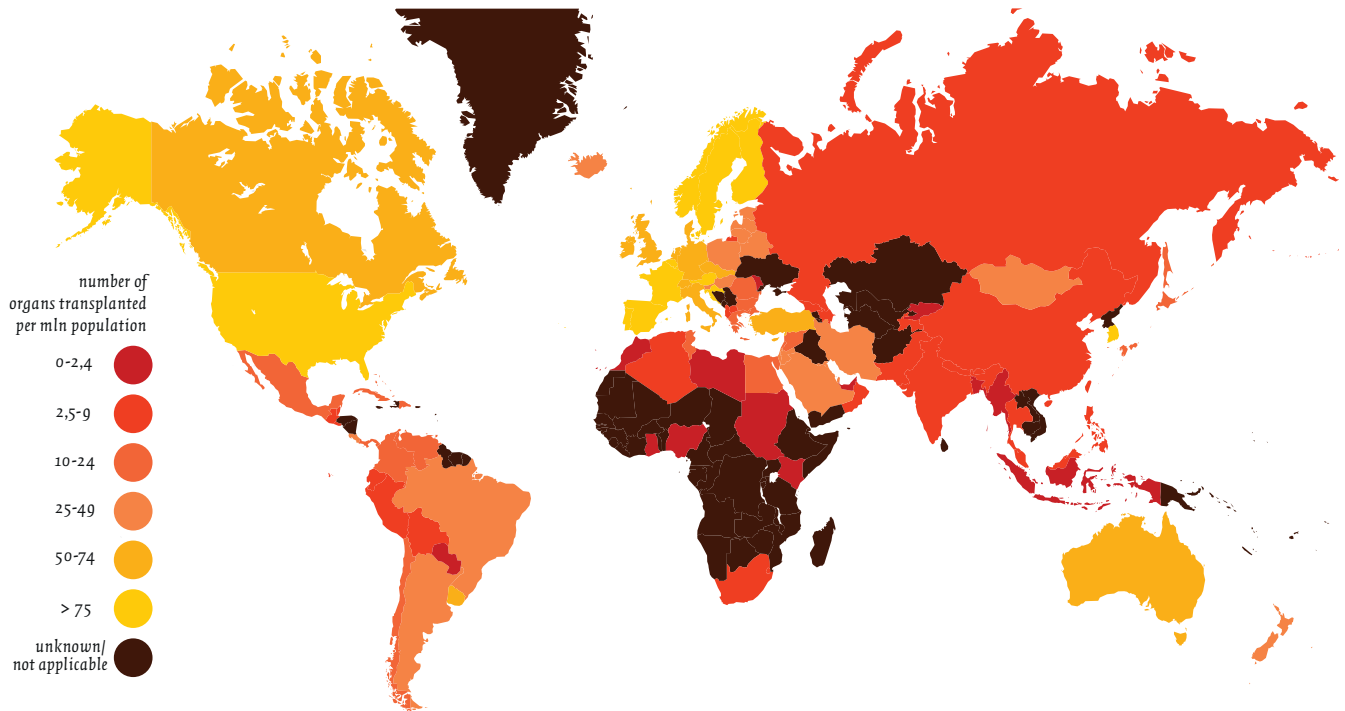 number of
organs transplanted
per mln population
0-2,4
2,5-9
10-24
25-49
50-74
> 75
unknown/
not applicable